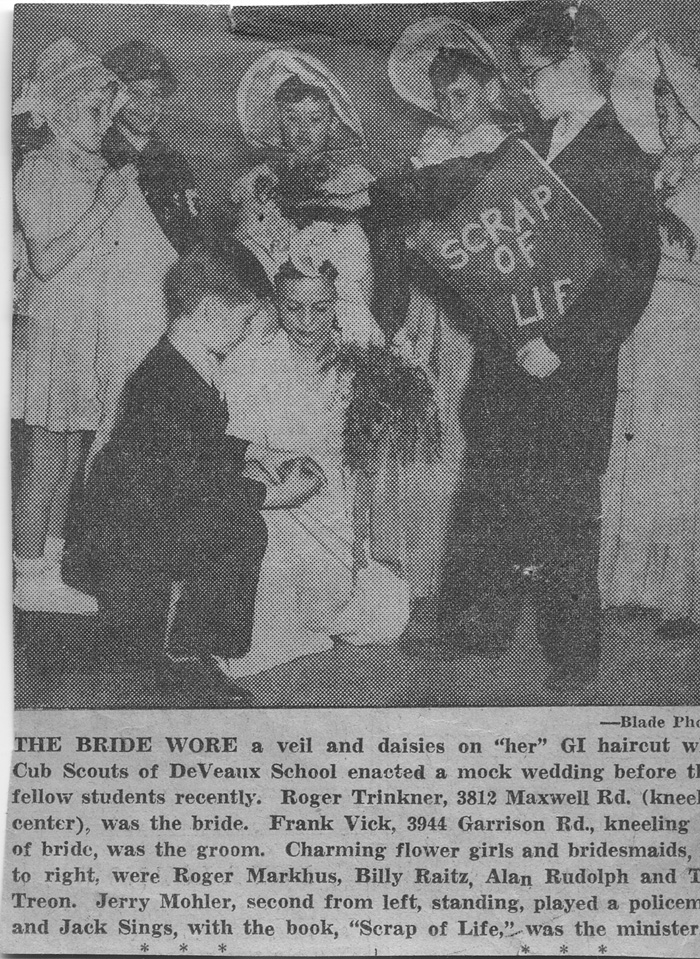 SCRAP
OF
LIF
—Blade Pho
THE BRIDE WORE a veil and daisies on "her" GI haircut w
Cub Scouts of DeVeaux School enacted a mock wedding before th
fellow students recently. Roger Trinkner, 3812 Maxwell Rd. (kneel
center), was the bride. Frank Vick, 3944 Garrison Rd., kneeling
of bride, was the groom. Charming flower girls and bridesmaids,
to right, were Roger Markhus, Billy Raitz, Alan Rudolph and T
Treon. Jerry Mohler, second from left, standing, played a policem
and Jack Sings, with the book, "Scrap of Life," was the minister
* * * * * *